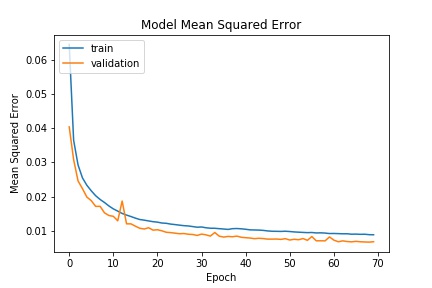 Model Mean Squared Error
train
validation
Mean Squared Error
0.06
0.05
0.04
0.03
0.02
0.01
0 10 20 30 40 50 60 70
Epoch